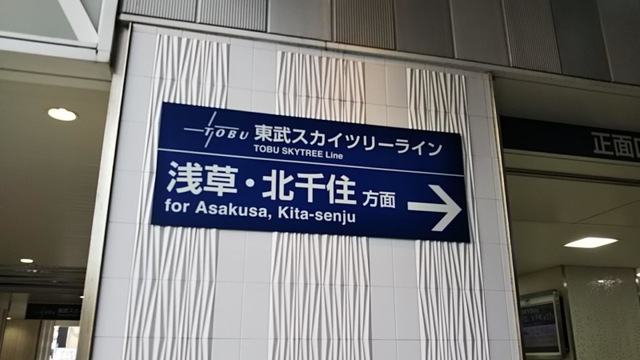 TOBU 東武スカイツリーライン
TOBU SKYTREE Line
浅草・北千住 方面
for Asakusa, Kita-senju
正面口